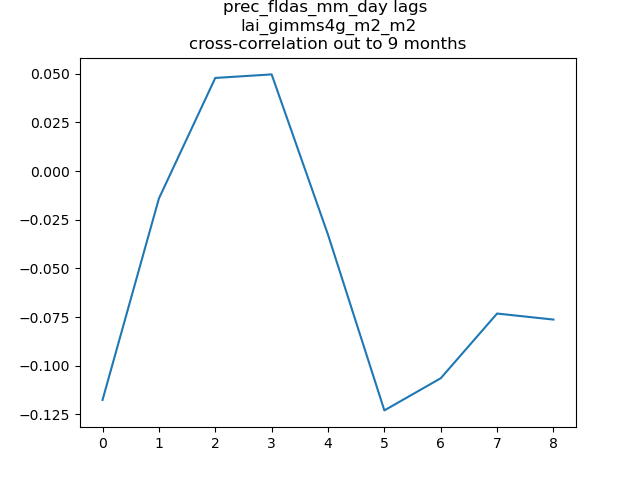 prec_fldas_mm_day lags
lai_gimms4g_m2_m2
cross-correlation out to 9 months
0.050
0.025
0.000
−0.025
−0.050
−0.075
−0.100
−0.125
0 1 2 3 4 5 6 7 8